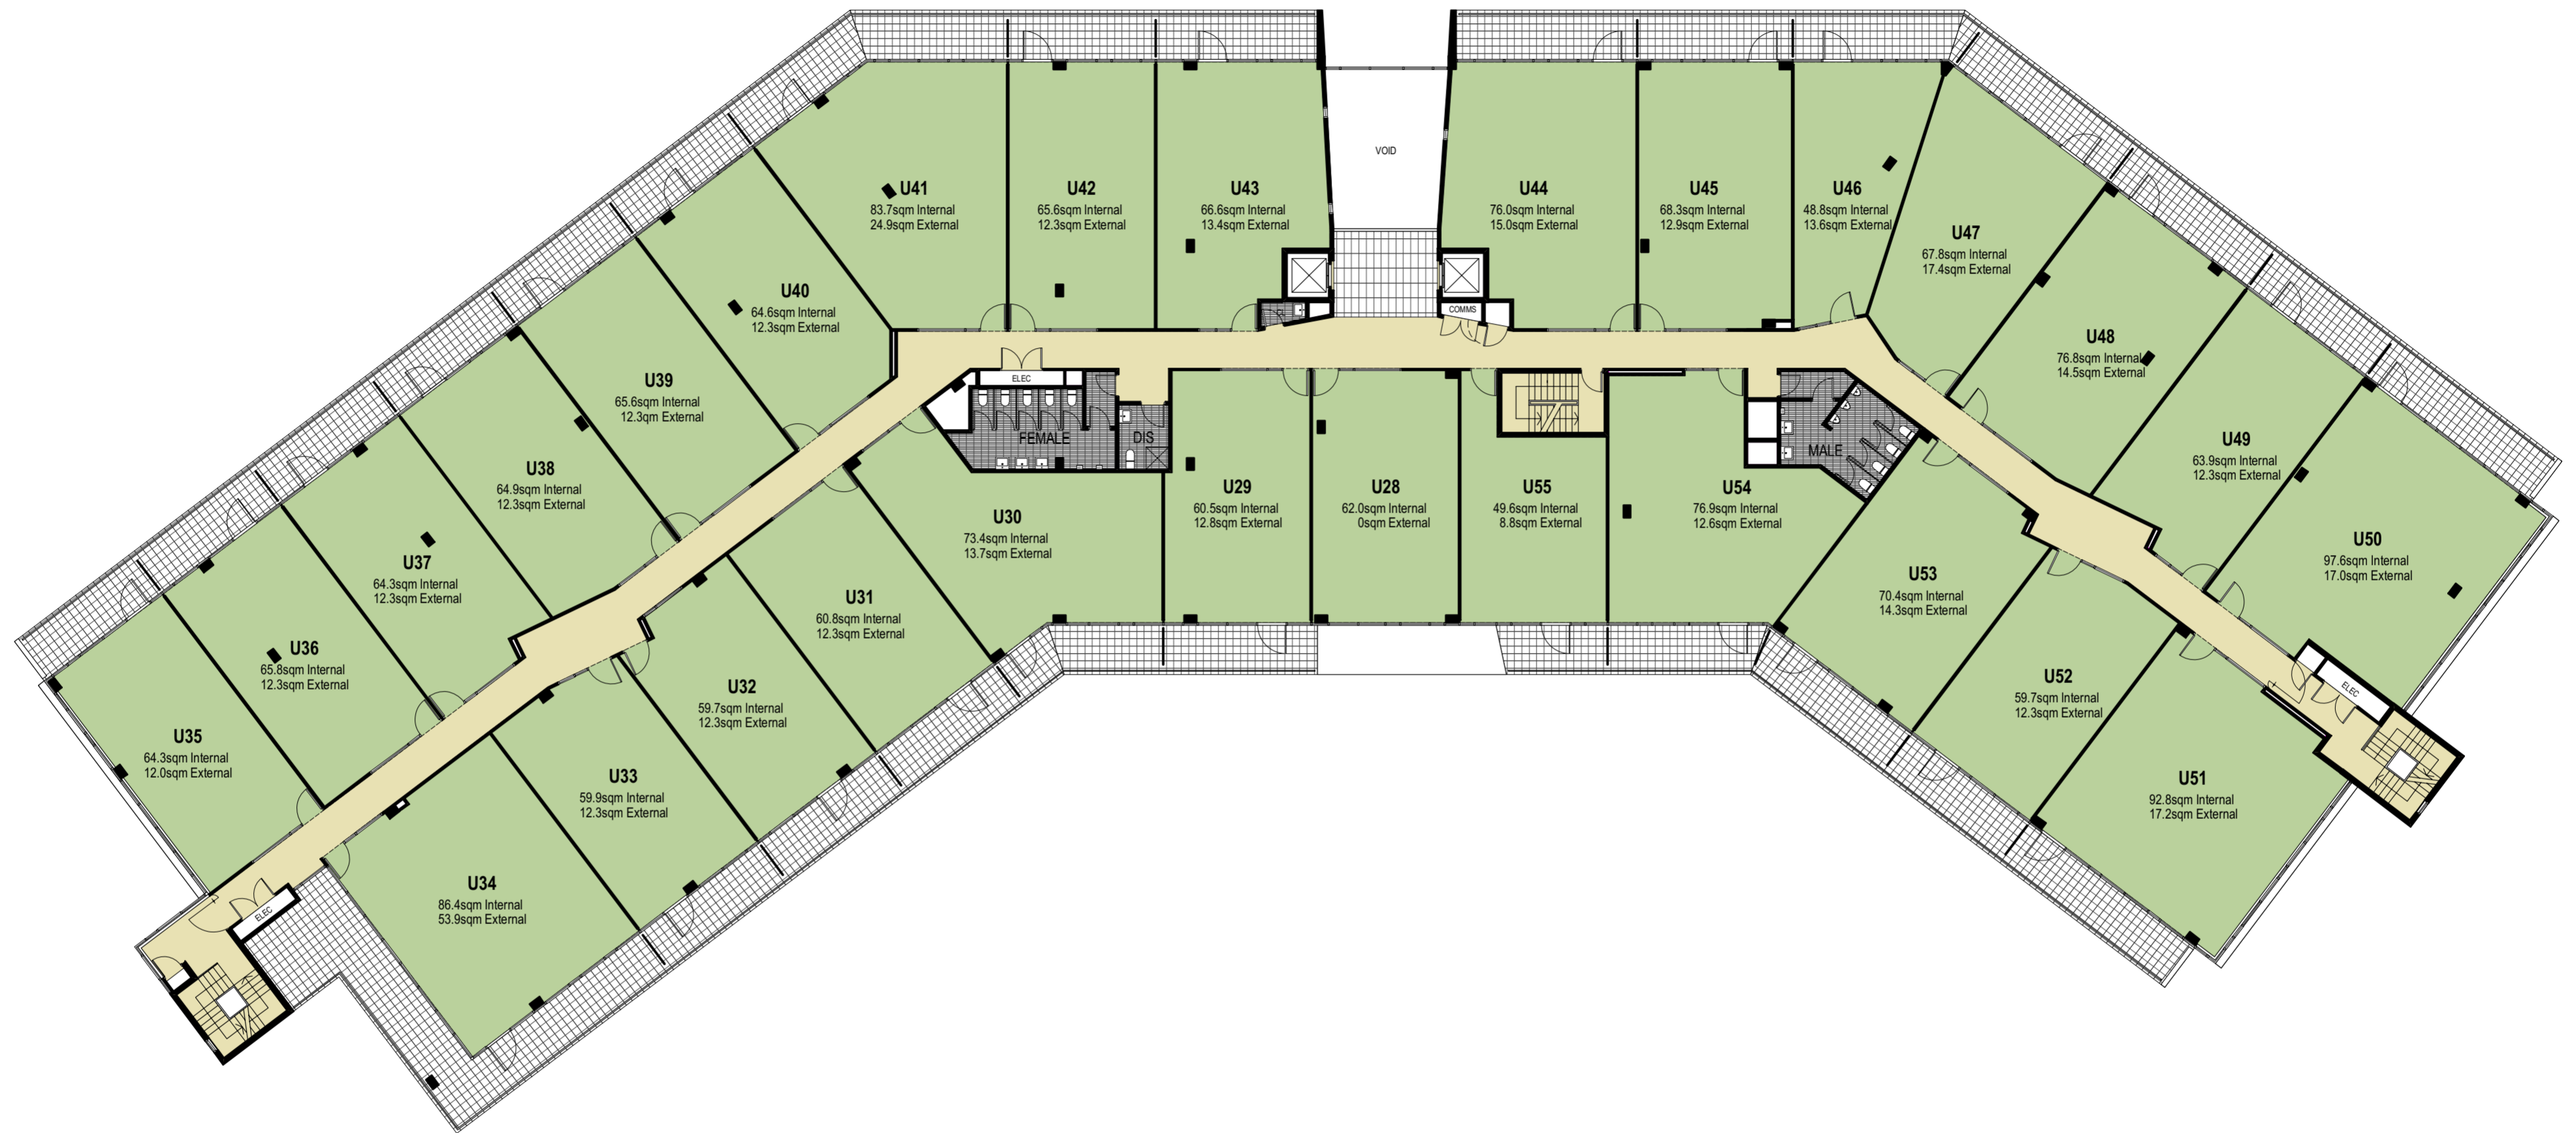 VOID
U41
83.7sqm Internal
24.9sqm External
U42
65.6sqm Internal
12.3sqm External
U43
66.6sqm Internal
13.4sqm External
U44
76.0sqm Internal
15.0sqm External
U45
68.3sqm Internal
12.9sqm External
U46
48.8sqm Internal
13.6sqm External
U47
67.8sqm Internal
17.4sqm External
U40
64.6sqm Internal
12.3sqm External
COMMS
U48
76.8sqm Internal
14.5sqm External
U39
65.6sqm Internal
12.3qm External
ELEC
FEMALE
DIS
MALE
U49
63.9sqm Internal
12.3sqm External
U38
64.9sqm Internal
12.3sqm External
U30
73.4sqm Internal
13.7sqm External
U29
60.5sqm Internal
12.8sqm External
U28
62.0sqm Internal
0sqm External
U55
49.6sqm Internal
8.8sqm External
U54
76.9sqm Internal
12.6sqm External
U50
97.6sqm Internal
17.0sqm External
U37
64.3sqm Internal
12.3sqm External
U31
60.8sqm Internal
12.3sqm External
U53
70.4sqm Internal
14.3sqm External
U36
65.8sqm Internal
12.3sqm External
U32
59.7sqm Internal
12.3sqm External
U52
59.7sqm Internal
12.3sqm External
ELEC
U35
64.3sqm Internal
12.0sqm External
U33
59.9sqm Internal
12.3sqm External
U51
92.8sqm Internal
17.2sqm External
U34
86.4sqm Internal
53.9sqm External
ELEC